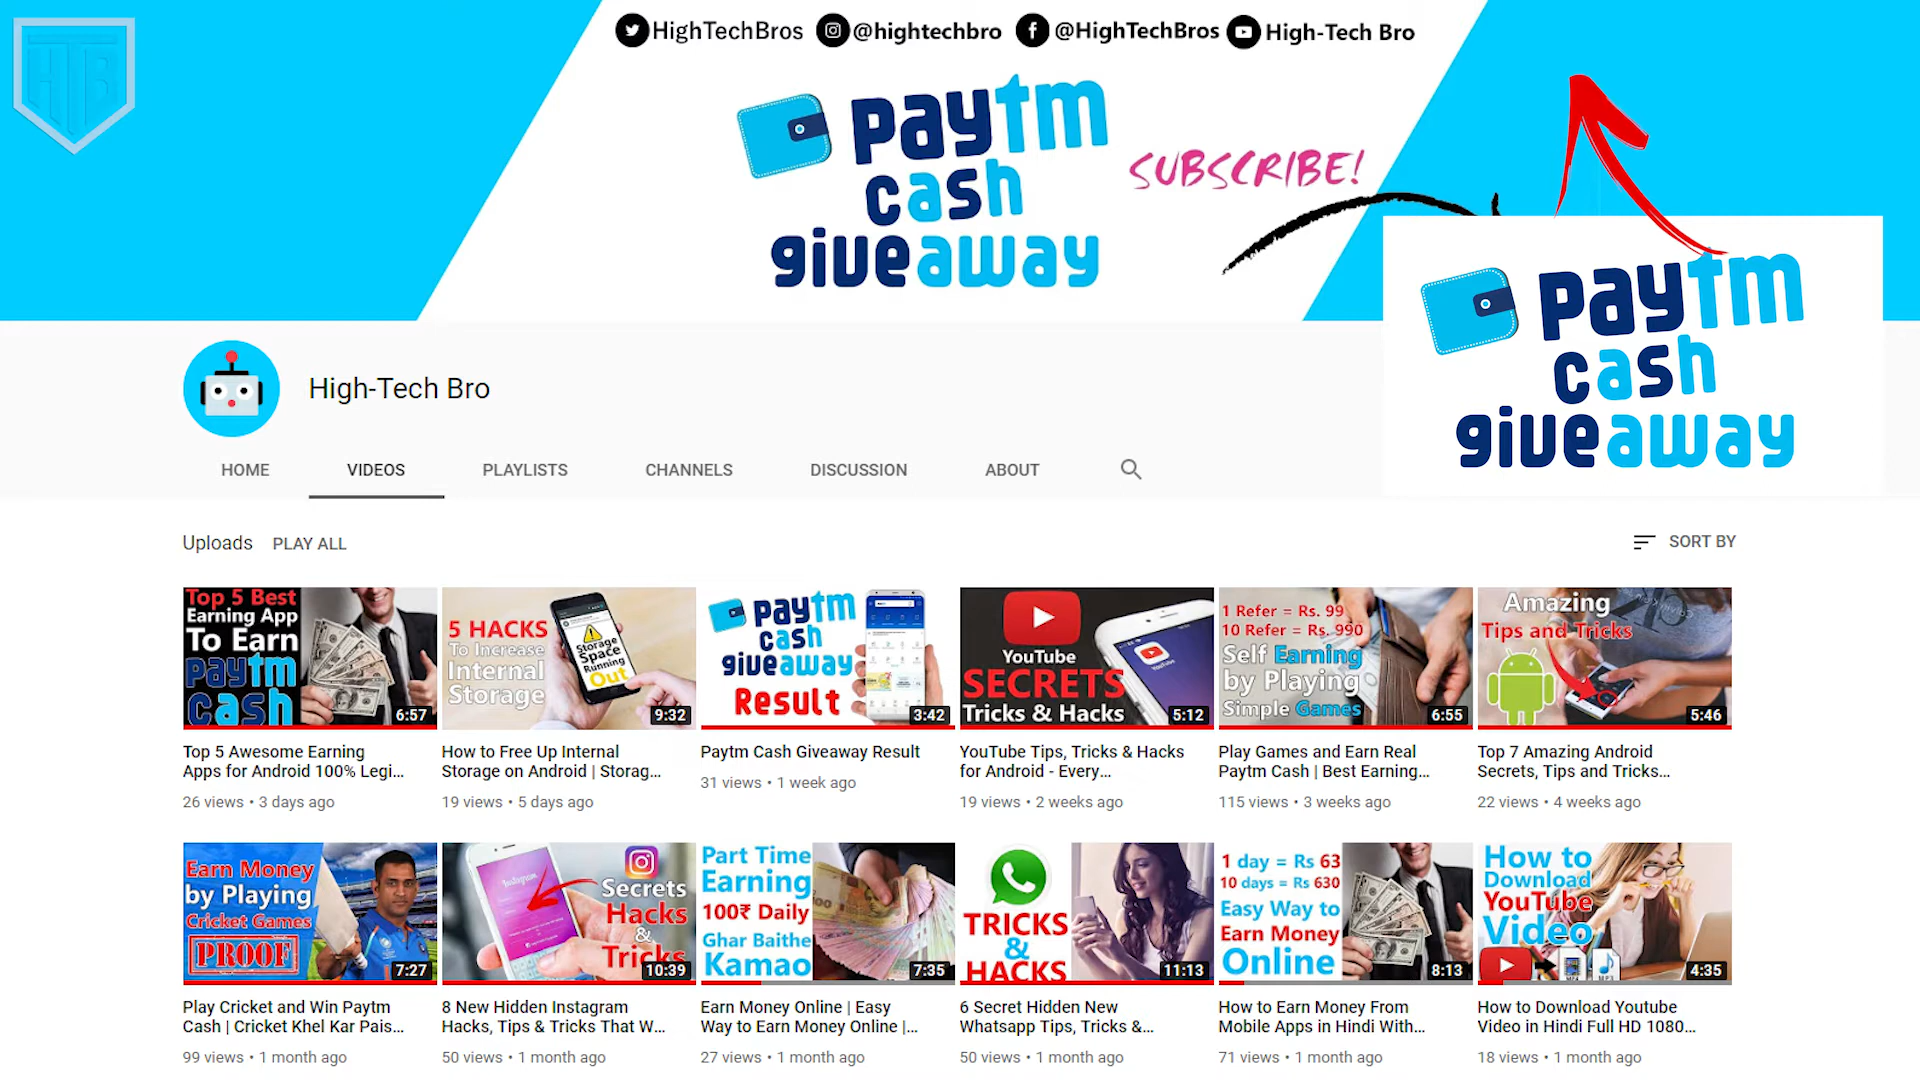 HTB
HighTechBros @hightechbro @HighTechBros High-Tech Bro
paytm
cash
giveaway
SUBSCRIBE!
paytm
cash
giveaway
High-Tech Bro
HOME VIDEOS PLAYLISTS CHANNELS DISCUSSION ABOUT
Uploads PLAY ALL SORT BY
Top 5 Best
Earning App
To Earn
paytm
cash
6:57
5 HACKS
To Increase
Internal
Storage
Storage
Space
Running
Out
9:32
paytm
cash
giveaway
Result
3:42
YouTube
SECRETS
Tricks & Hacks
YouTube
5:12
1 Refer = Rs. 99
10 Refer = Rs. 990
Self Earning
by Playing
Simple Games
6:55
Amazing
Tips and Tricks
5:46
Top 5 Awesome Earning
Apps for Android 100% Legi...
26 views • 3 days ago
How to Free Up Internal
Storage on Android | Storag...
19 views • 5 days ago
Paytm Cash Giveaway Result
31 views • 1 week ago
YouTube Tips, Tricks & Hacks
for Android - Every...
19 views • 2 weeks ago
Play Games and Earn Real
Paytm Cash | Best Earning...
115 views • 3 weeks ago
Top 7 Amazing Android
Secrets, Tips and Tricks...
22 views • 4 weeks ago
Earn Money
by Playing
Cricket Games
PROOF
7:27
Instagram
Secrets
Hacks
&
Tricks
10:39
Part Time
Earning
100₹ Daily
Ghar Baithe
Kamao
7:35
TRICKS
&
HACKS
11:13
1 day = Rs 63
10 days = Rs 630
Easy Way to
Earn Money
Online
8:13
How to
Download
YouTube
Video
MP3
4:35
Play Cricket and Win Paytm
Cash | Cricket Khel Kar Pais...
99 views • 1 month ago
8 New Hidden Instagram
Hacks, Tips & Tricks That W...
50 views • 1 month ago
Earn Money Online | Easy
Way to Earn Money Online |...
27 views • 1 month ago
6 Secret Hidden New
Whatsapp Tips, Tricks &...
50 views • 1 month ago
How to Earn Money From
Mobile Apps in Hindi With...
71 views • 1 month ago
How to Download Youtube
Video in Hindi Full HD 1080...
18 views • 1 month ago